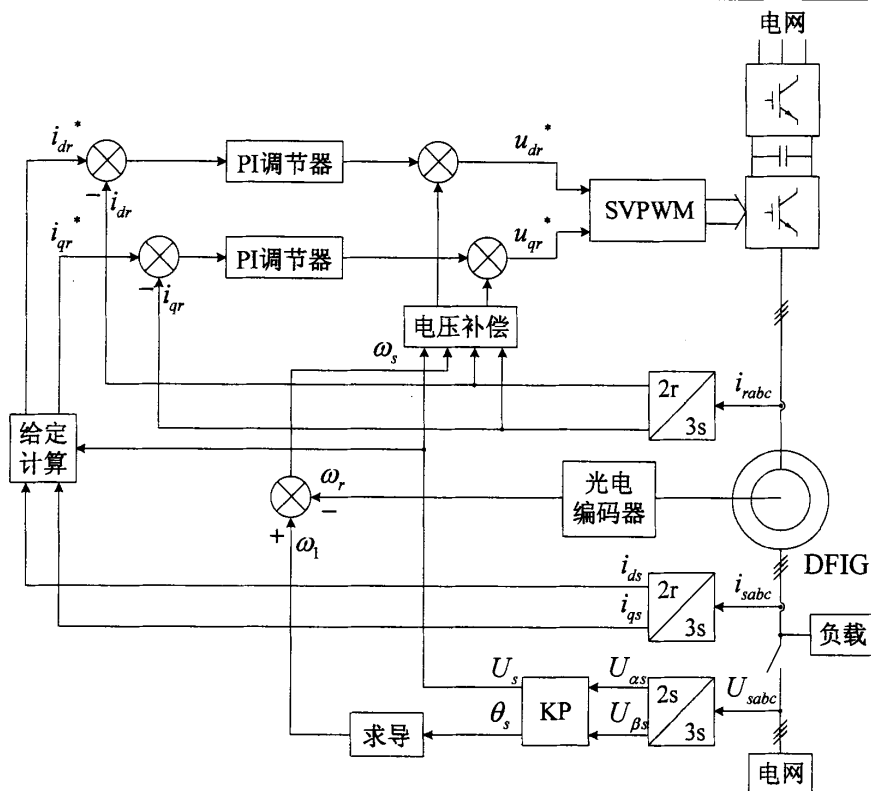 电网
i_dr*
PI调节器
u_dr*
− i_dr
SVPWM
i_qr*
PI调节器
u_qr*
− i_qr
电压补偿
ω_s
2r
3s
i_rabc
给定
计算
ω_r
−
光电
编码器
+
ω_1
DFIG
i_ds
i_qs
2r
3s
i_sabc
负载
U_s
KP
U_αs
2s
3s
U_sabc
θ_s
U_βs
求导
电网